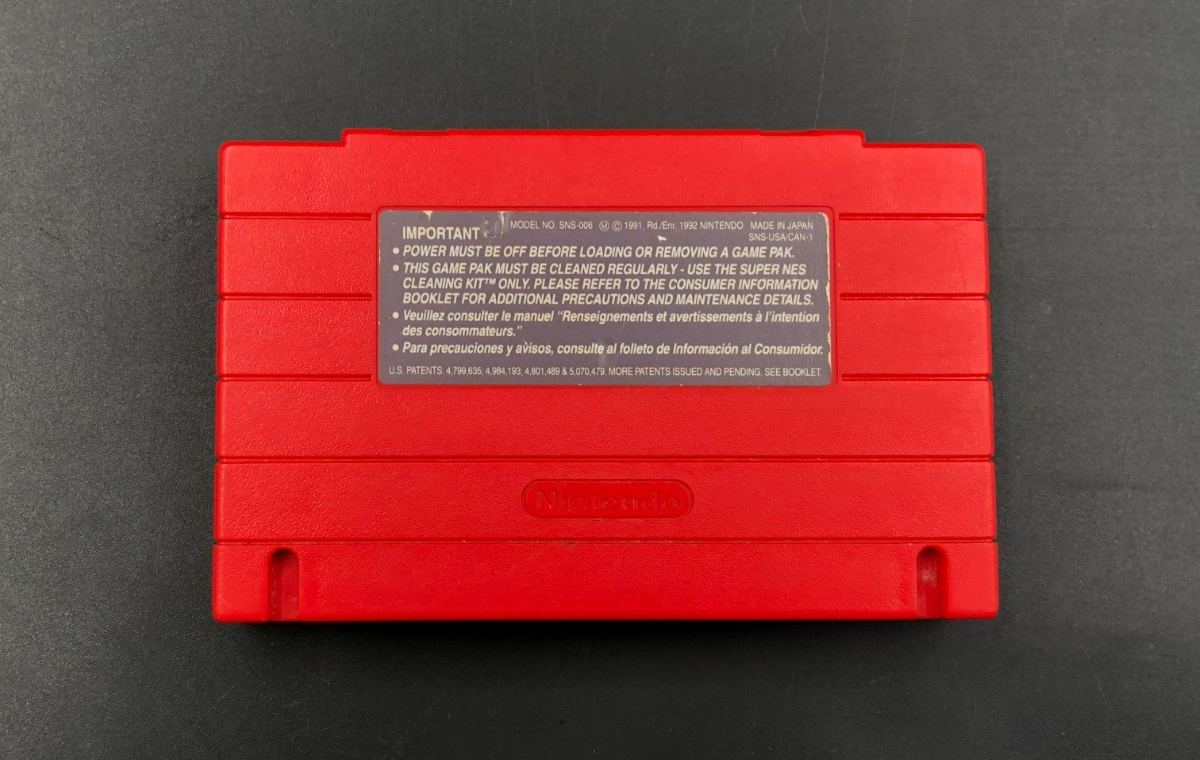 IMPORTANT MODEL NO. SNS-006 Ⓜ © 1991, Rd./Enr. 1992 NINTENDO MADE IN JAPAN
SNS-USA/CAN-1
• POWER MUST BE OFF BEFORE LOADING OR REMOVING A GAME PAK.
• THIS GAME PAK MUST BE CLEANED REGULARLY - USE THE SUPER NES
CLEANING KIT™ ONLY. PLEASE REFER TO THE CONSUMER INFORMATION
BOOKLET FOR ADDITIONAL PRECAUTIONS AND MAINTENANCE DETAILS.
• Veuillez consulter le manuel "Renseignements et avertissements à l'intention
des consommateurs."
• Para precauciones y avisos, consulte al folleto de Información al Consumidor.
U.S. PATENTS. 4,799,635; 4,984,193; 4,801,489 & 5,070,479. MORE PATENTS ISSUED AND PENDING. SEE BOOKLET.
Nintendo